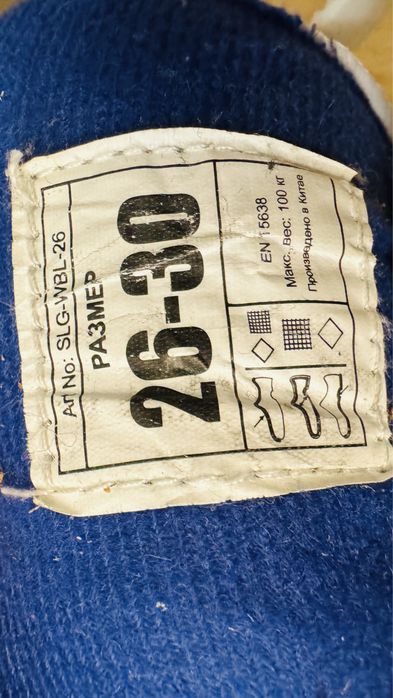 Art No: SLG-WBL-26
РАЗМЕР
26-30
EN 15638
Макс. вес: 100 кг
Произведено в Китае